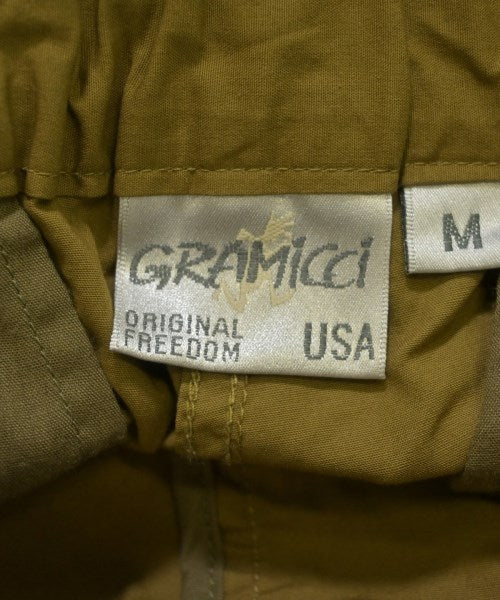 GRAMiCCi
ORIGINAL
FREEDOM
USA
M